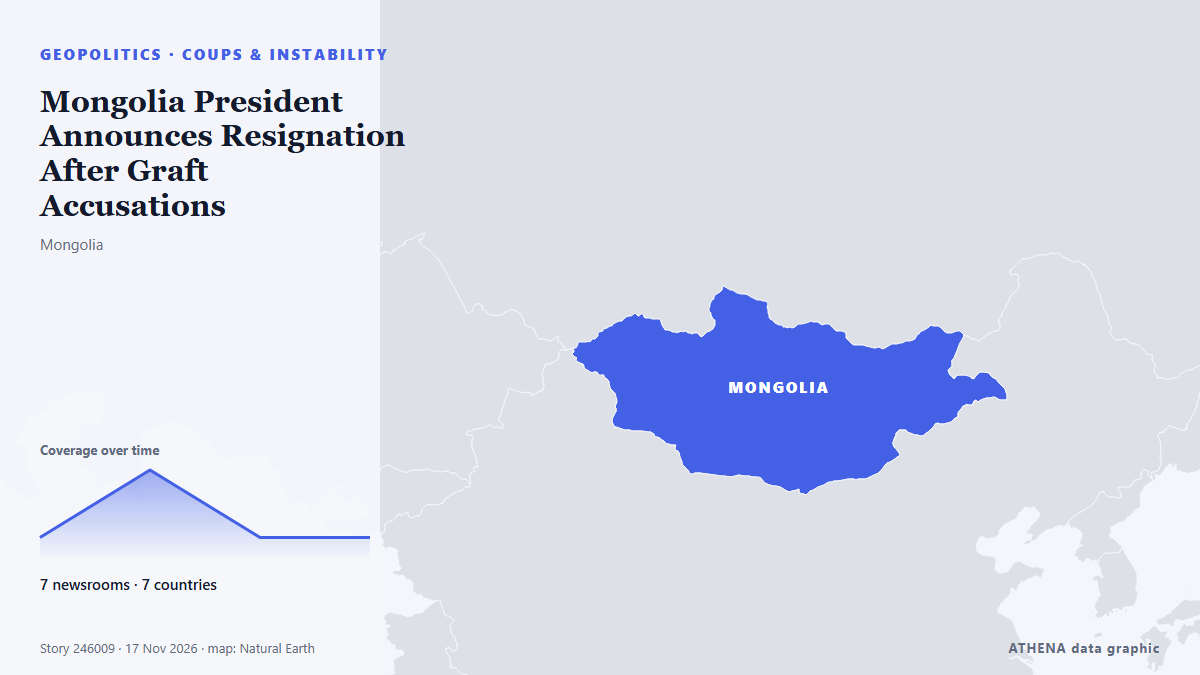 GEOPOLITICS · COUPS & INSTABILITY
Mongolia President
Announces Resignation
After Graft
Accusations
Mongolia
MONGOLIA
Coverage over time
7 newsrooms · 7 countries
Story 246009 · 17 Nov 2026 · map: Natural Earth
ATHENA data graphic